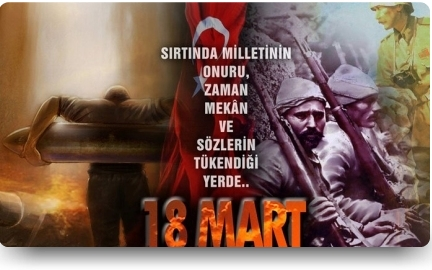 SIRTINDA MİLLETİNİN
ONURU,
ZAMAN
MEKÂN
VE
SÖZLERİN
TÜKENDİĞİ
YERDE..
18 MART